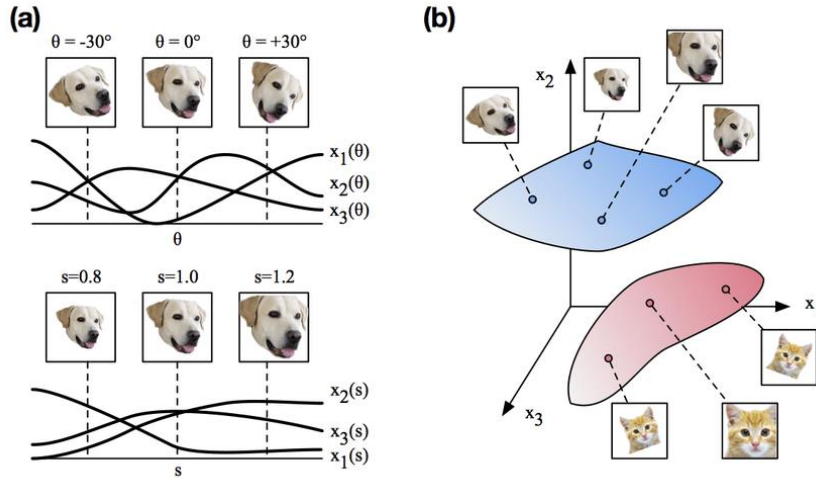 (a)
θ = -30° θ = 0° θ = +30°
x1(θ)
x2(θ)
x3(θ)
θ
s=0.8 s=1.0 s=1.2
x2(s)
x3(s)
x1(s)
s
(b)
x2
x
x3